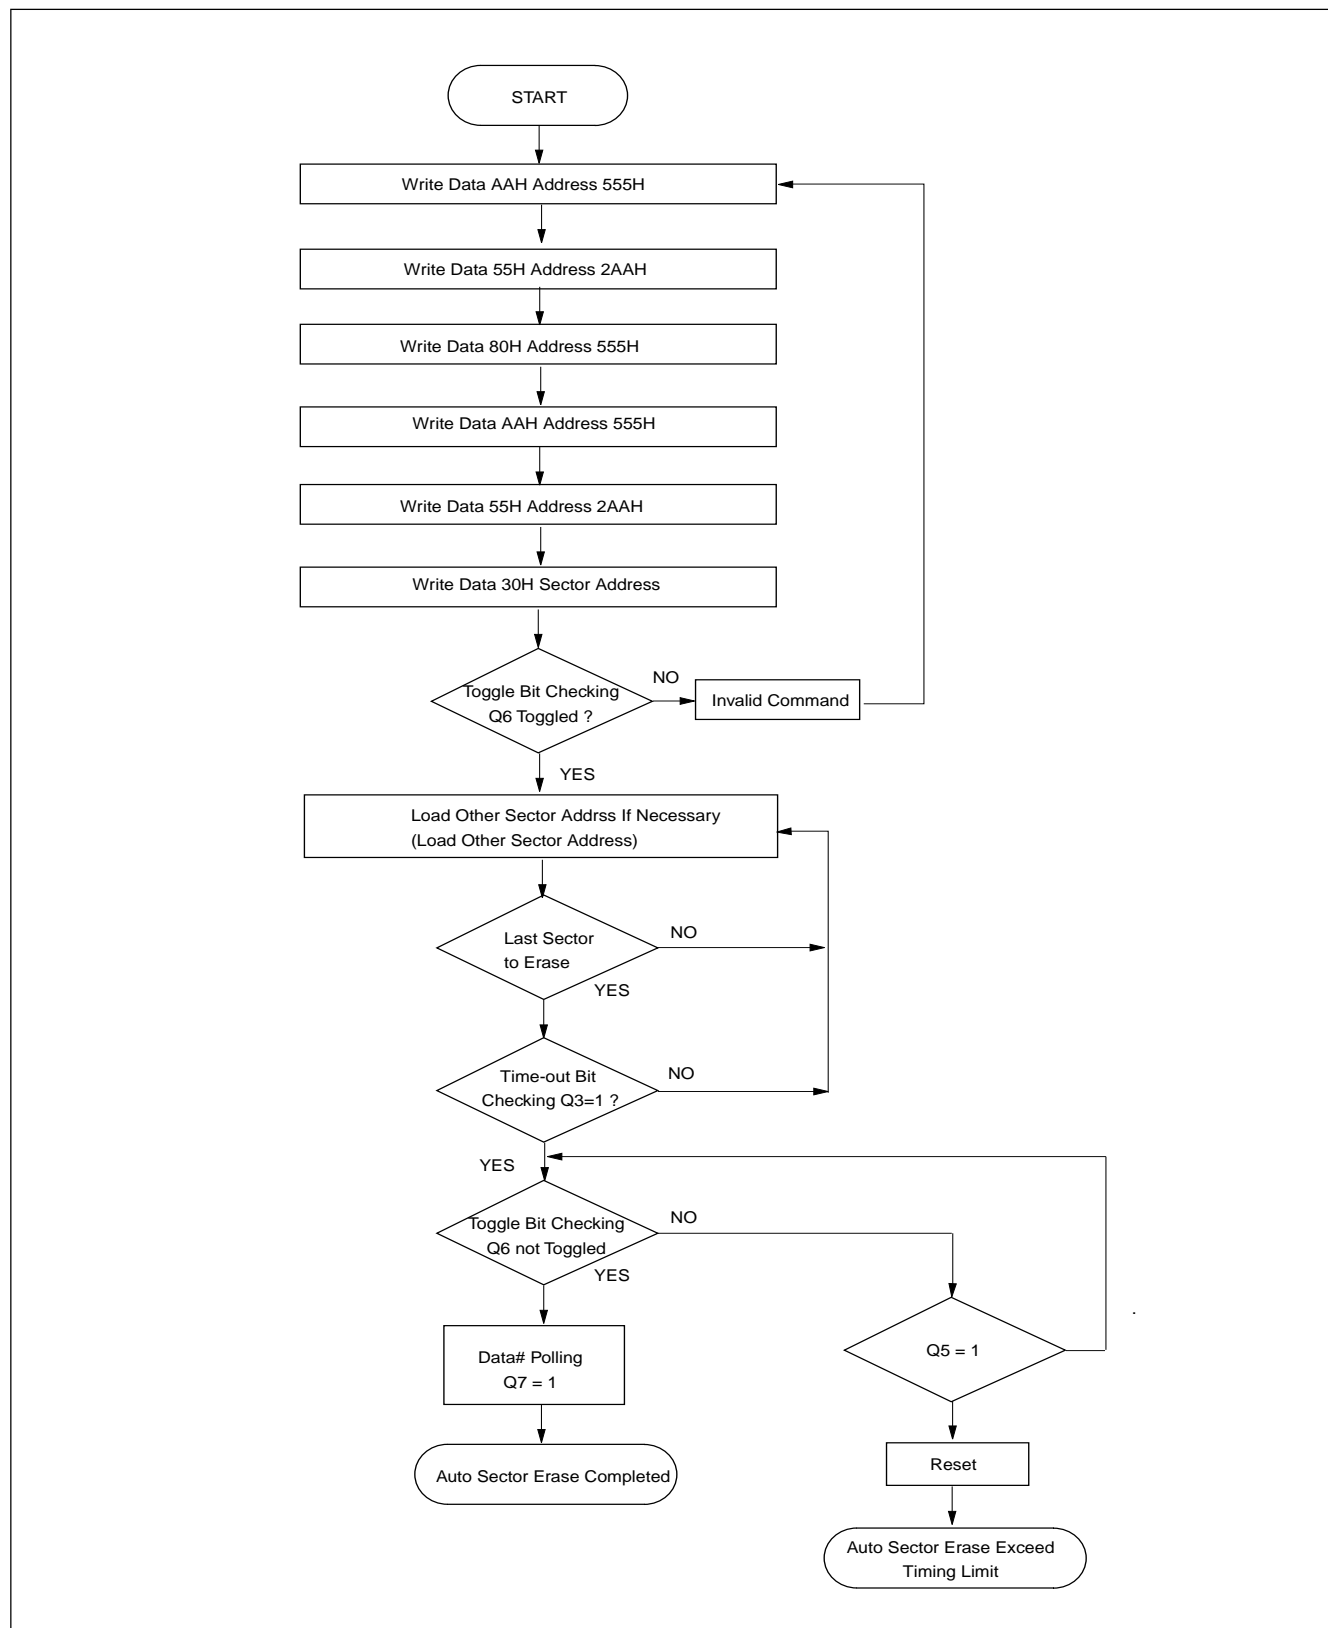 START
Write Data AAH Address 555H
Write Data 55H Address 2AAH
Write Data 80H Address 555H
Write Data AAH Address 555H
Write Data 55H Address 2AAH
Write Data 30H Sector Address
Toggle Bit Checking
Q6 Toggled ?
NO
Invalid Command
YES
Load Other Sector Addrss If Necessary
(Load Other Sector Address)
Last Sector
to Erase
NO
YES
Time-out Bit
Checking Q3=1 ?
NO
YES
Toggle Bit Checking
Q6 not Toggled
NO
YES
Q5 = 1
Data# Polling
Q7 = 1
Reset
Auto Sector Erase Completed
Auto Sector Erase Exceed
Timing Limit